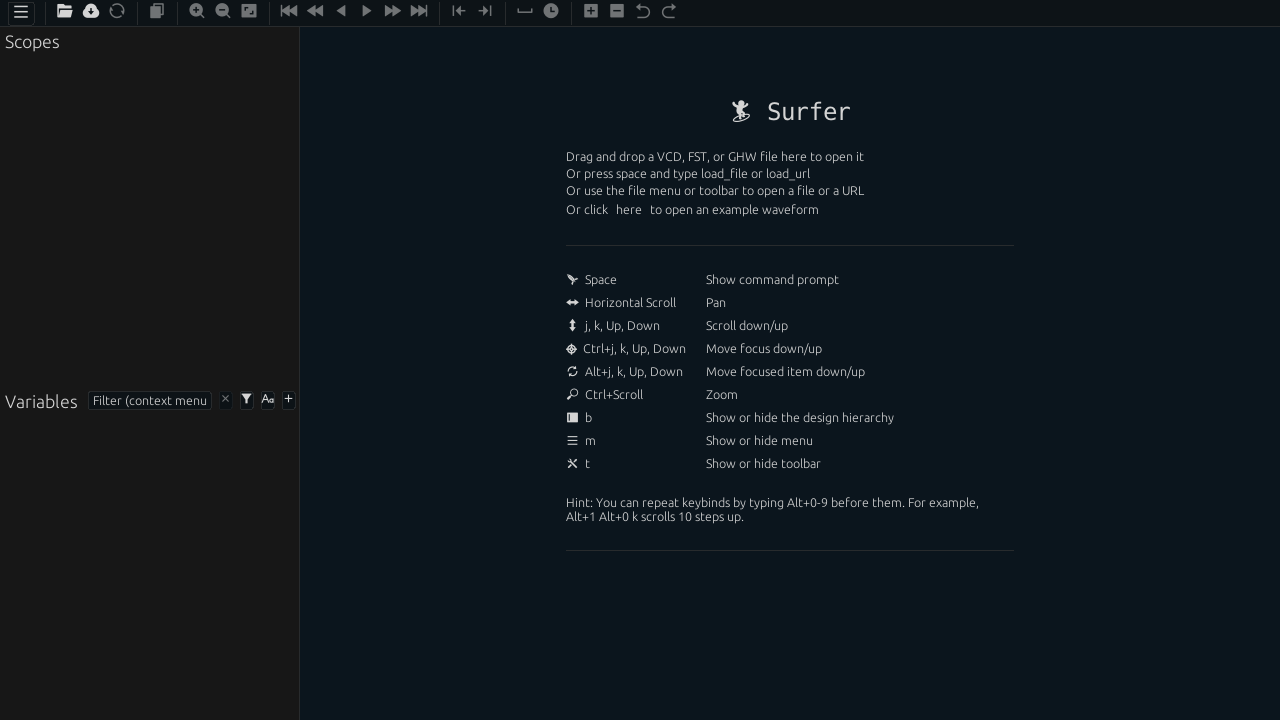 Scopes
Surfer
Drag and drop a VCD, FST, or GHW file here to open it
Or press space and type load_file or load_url
Or use the file menu or toolbar to open a file or a URL
Or click here to open an example waveform
Space Show command prompt
Horizontal Scroll Pan
j, k, Up, Down Scroll down/up
Ctrl+j, k, Up, Down Move focus down/up
Alt+j, k, Up, Down Move focused item down/up
Ctrl+Scroll Zoom
Variables Filter (context menu Aa +
b Show or hide the design hierarchy
m Show or hide menu
t Show or hide toolbar
Hint: You can repeat keybinds by typing Alt+0-9 before them. For example,
Alt+1 Alt+0 k scrolls 10 steps up.